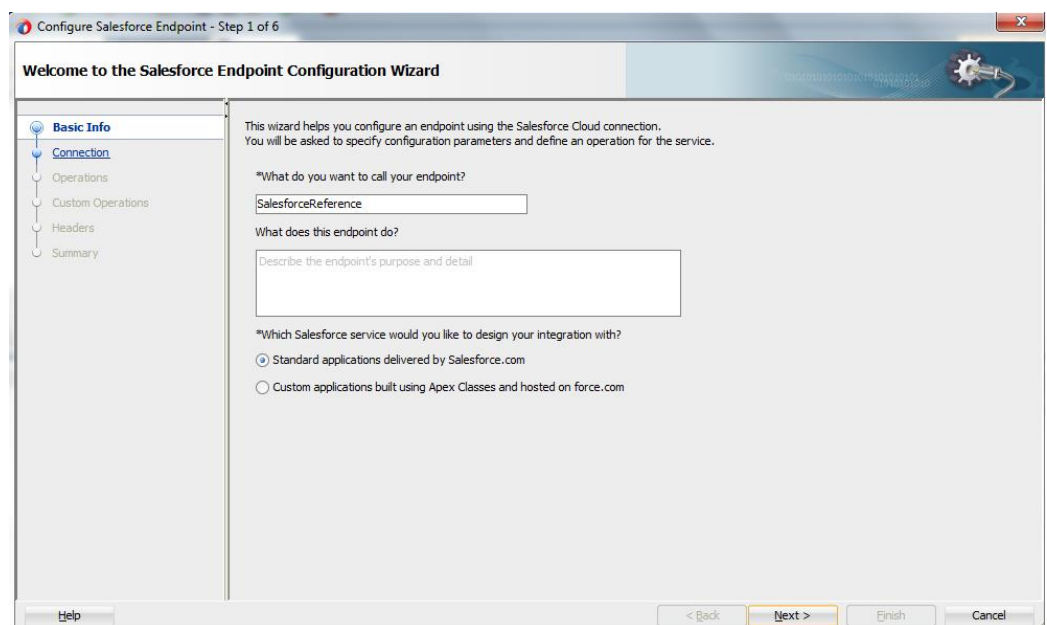 Configure Salesforce Endpoint - Step 1 of 6
Welcome to the Salesforce Endpoint Configuration Wizard
Basic Info
Connection
Operations
Custom Operations
Headers
Summary
This wizard helps you configure an endpoint using the Salesforce Cloud connection.
You will be asked to specify configuration parameters and define an operation for the service.
*What do you want to call your endpoint?
SalesforceReference
What does this endpoint do?
Describe the endpoint's purpose and detail
*Which Salesforce service would you like to design your integration with?
Standard applications delivered by Salesforce.com
Custom applications built using Apex Classes and hosted on force.com
Help
< Back
Next >
Finish
Cancel